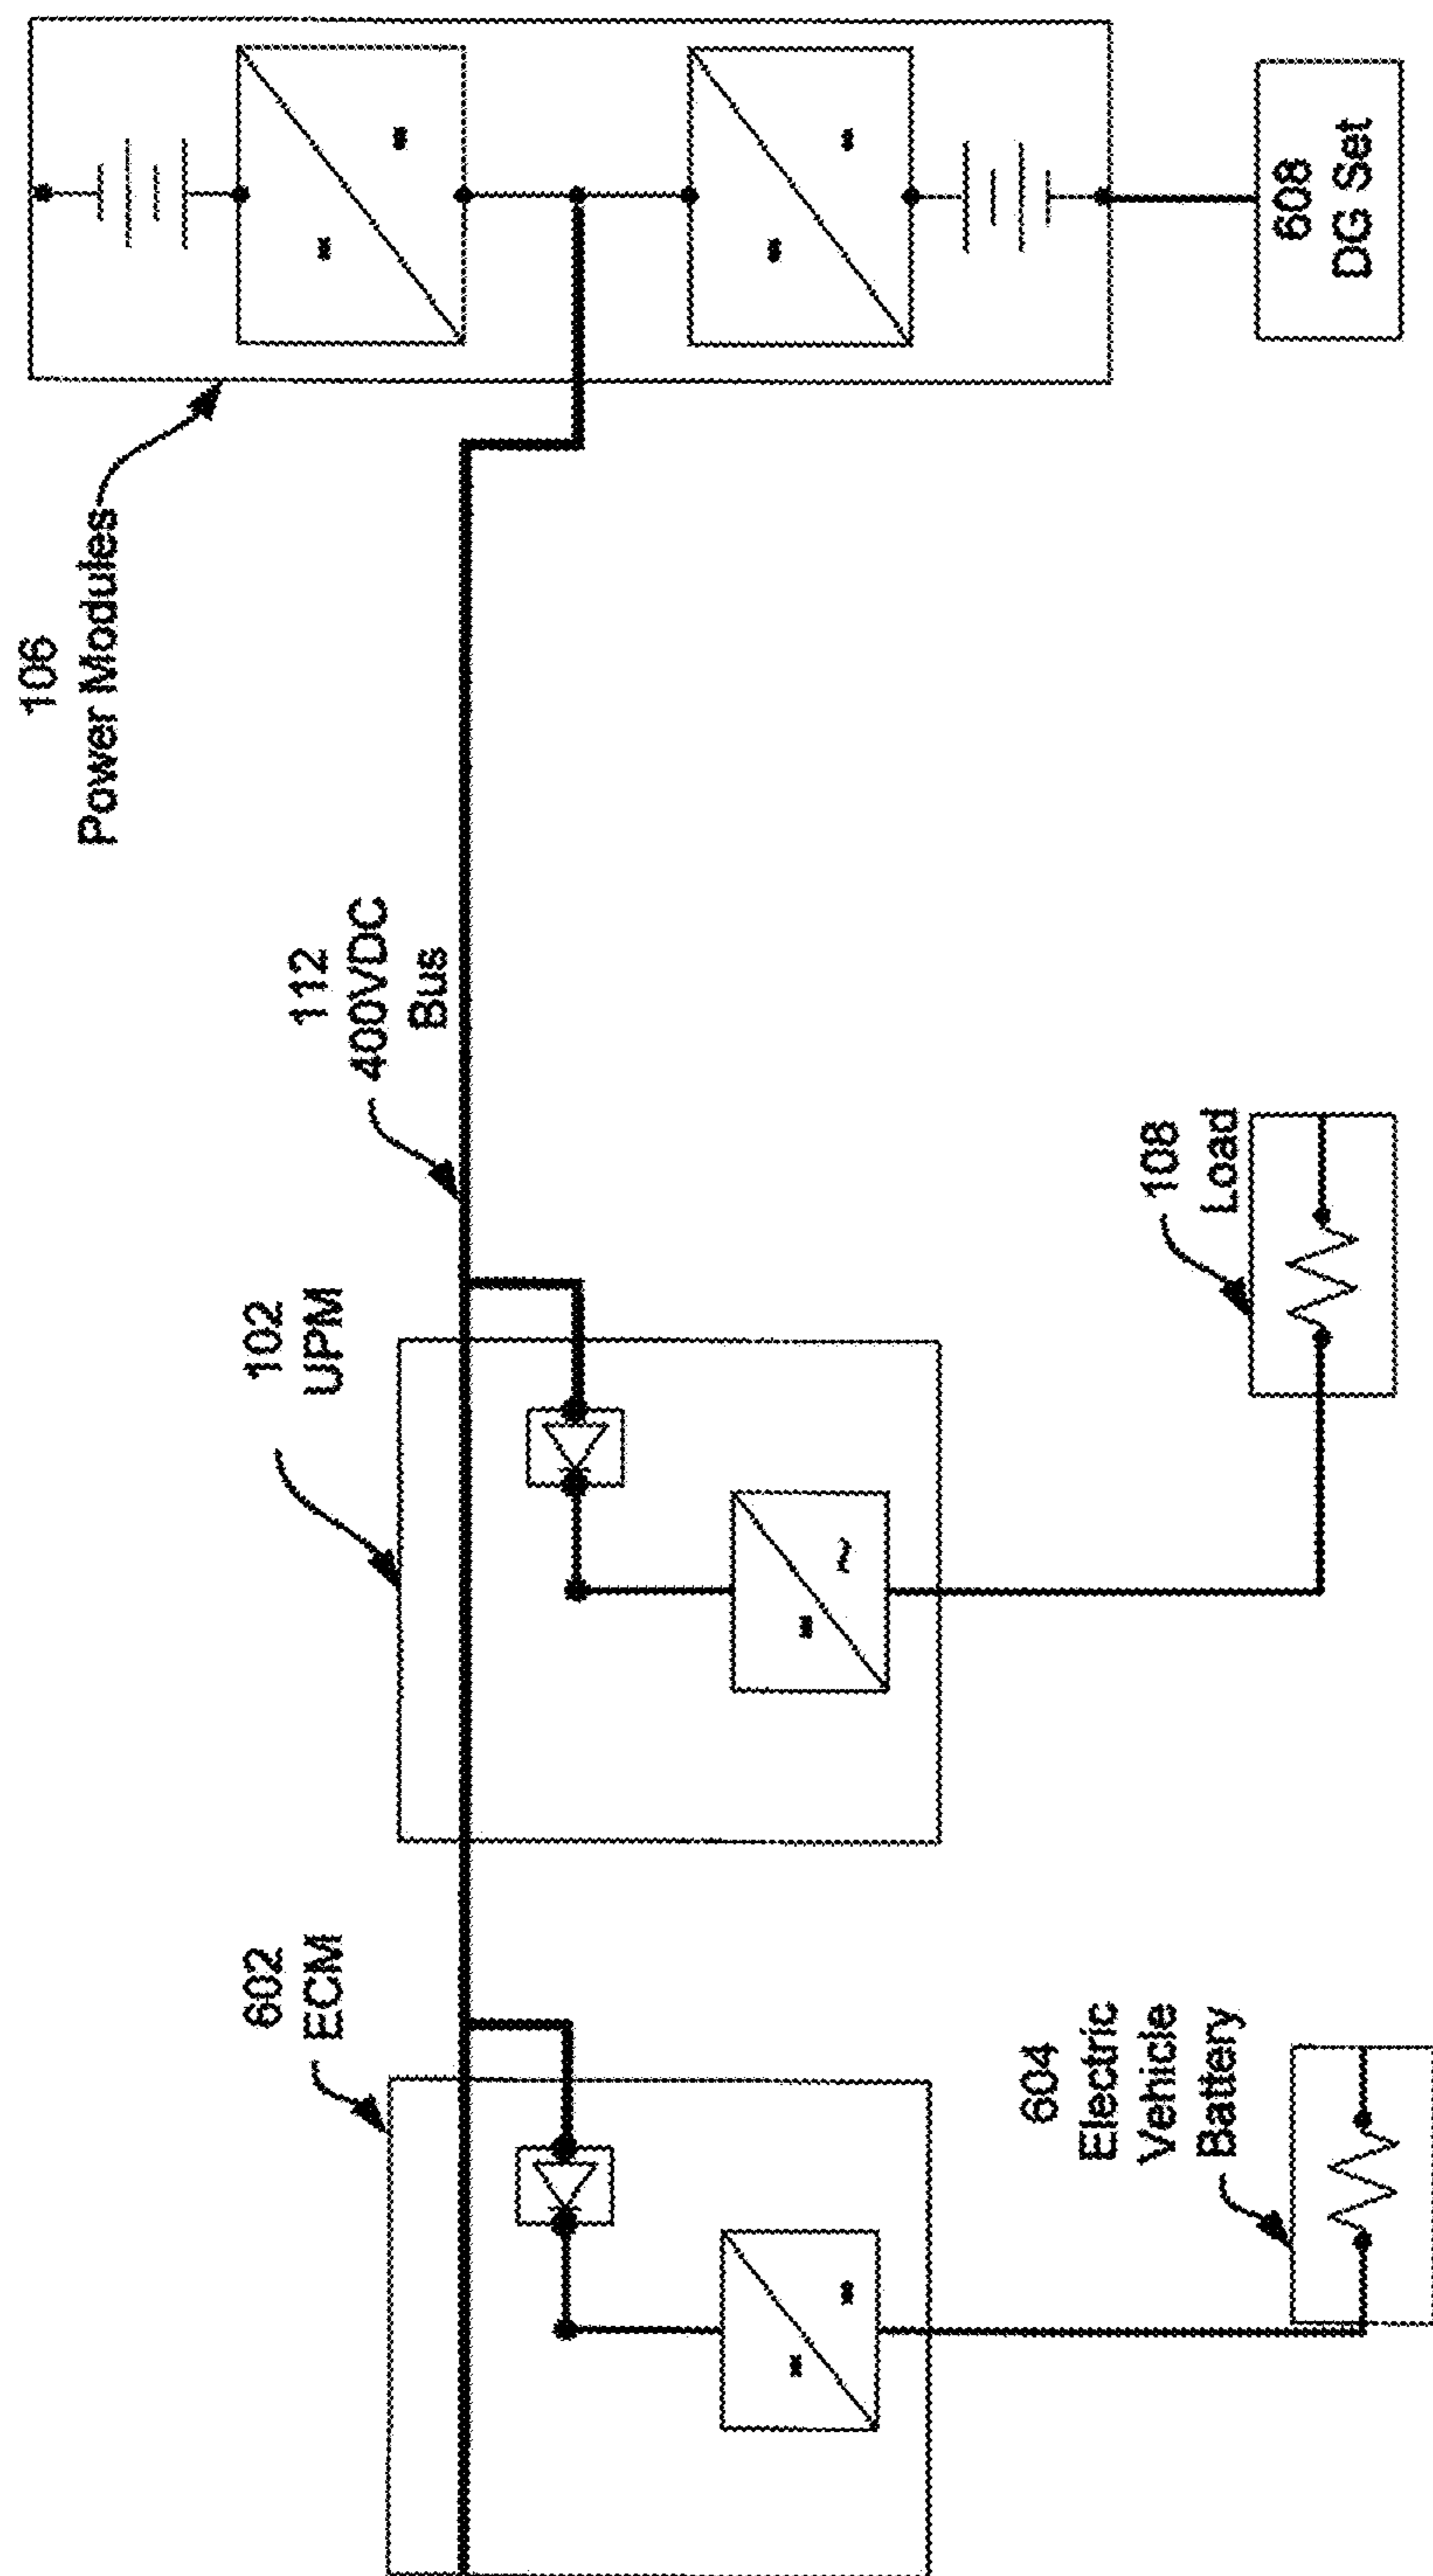 106
Power Modules
602
ECM
102
UPM
112
400VDC
Bus
604
Electric
Vehicle
Battery
108
Load
608
DG Set